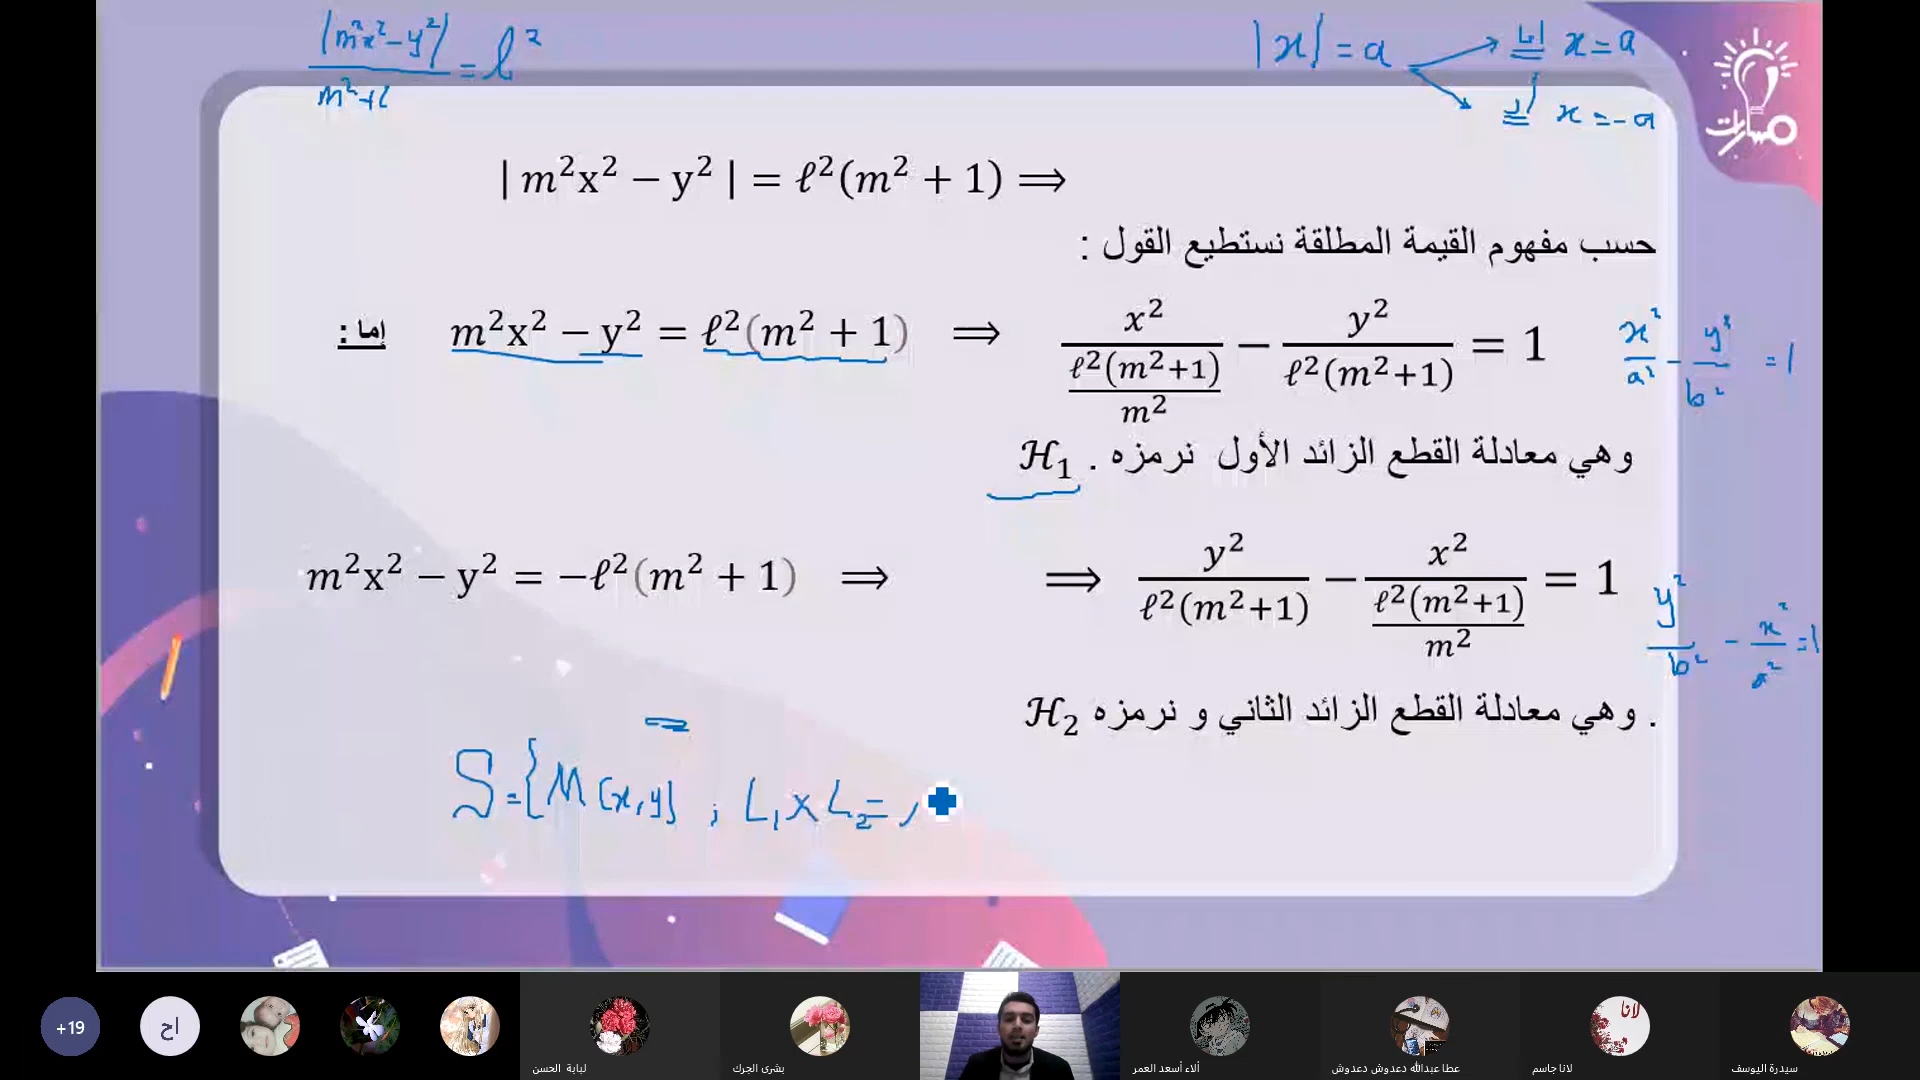 |m²x²-y²| / m²+1 = ℓ²
|x| = a إما x = a
أو x = -a
مسارات
| m²x² − y² | = ℓ²(m² + 1) ⟹
حسب مفهوم القيمة المطلقة نستطيع القول :
إما : m²x² − y² = ℓ²(m² + 1) ⟹ x² / (ℓ²(m²+1) / m²) − y² / ℓ²(m²+1) = 1
x²/a² - y²/b² = 1
وهي معادلة القطع الزائد الأول نرمزه . ℋ₁
m²x² − y² = −ℓ²(m² + 1) ⟹ ⟹ y² / ℓ²(m²+1) − x² / (ℓ²(m²+1) / m²) = 1
y²/b² - x²/a² = 1
. وهي معادلة القطع الزائد الثاني و نرمزه ℋ₂
S={M(x,y) ; L₁×L₂=
+19
اح
لبابة الحسن
بشرى الجرك
ألاء أسعد العمر
عطا عبدالله دعدوش دعدوش
لانا
لانا جاسم
سيدرة اليوسف